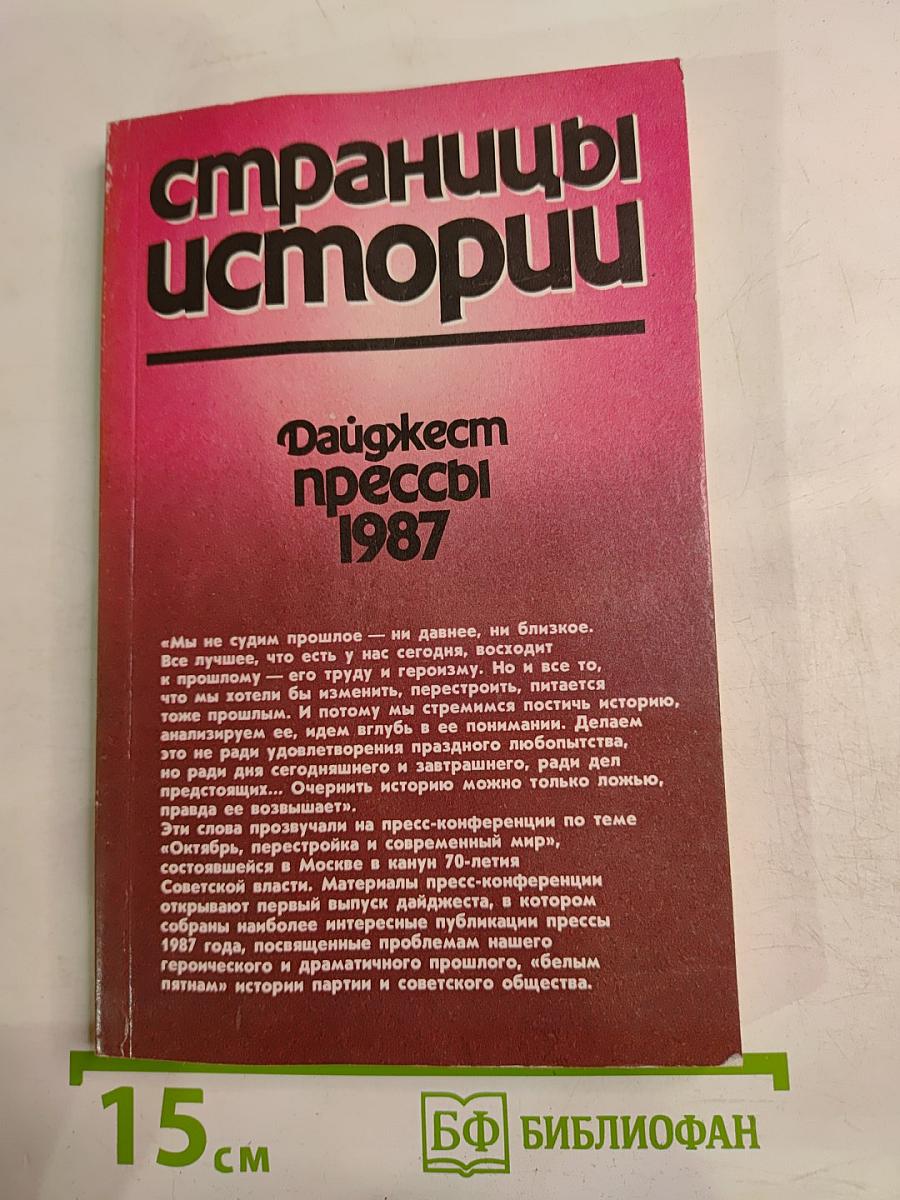 страницы
истории
Дайджест
прессы
1987
«Мы не судим прошлое — ни давнее, ни близкое.
Все лучшее, что есть у нас сегодня, восходит
к прошлому — его труду и героизму. Но и все то,
что мы хотели бы изменить, перестроить, питается
тоже прошлым. И потому мы стремимся постичь историю,
анализируем ее, идем вглубь в ее понимании. Делаем
это не ради удовлетворения праздного любопытства,
но ради дня сегодняшнего и завтрашнего, ради дел
предстоящих... Очернить историю можно только ложью,
правда ее возвышает».
Эти слова прозвучали на пресс-конференции по теме
«Октябрь, перестройка и современный мир»,
состоявшейся в Москве в канун 70-летия
Советской власти. Материалы пресс-конференции
открывают первый выпуск дайджеста, в котором
собраны наиболее интересные публикации прессы
1987 года, посвященные проблемам нашего
героического и драматичного прошлого, «белым
пятнам» истории партии и советского общества.
15 см
БФ БИБЛИОФАН